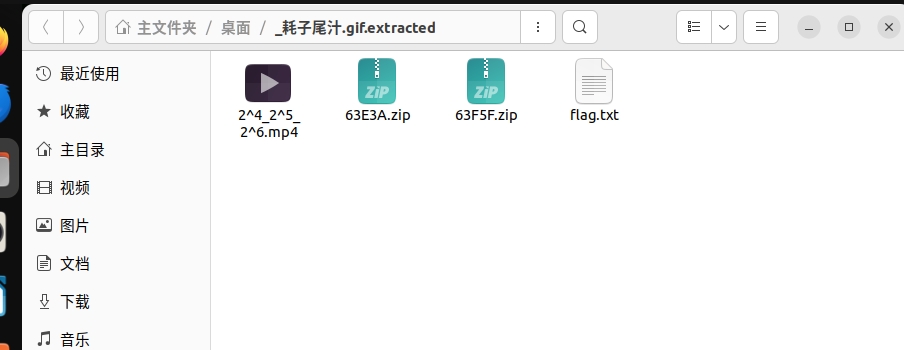 主文件夹 / 桌面 / _耗子尾汁.gif.extracted
最近使用
收藏
主目录
视频
图片
文档
下载
音乐
2^4_2^5_
2^6.mp4
ZiP
63E3A.zip
ZiP
63F5F.zip
flag.txt